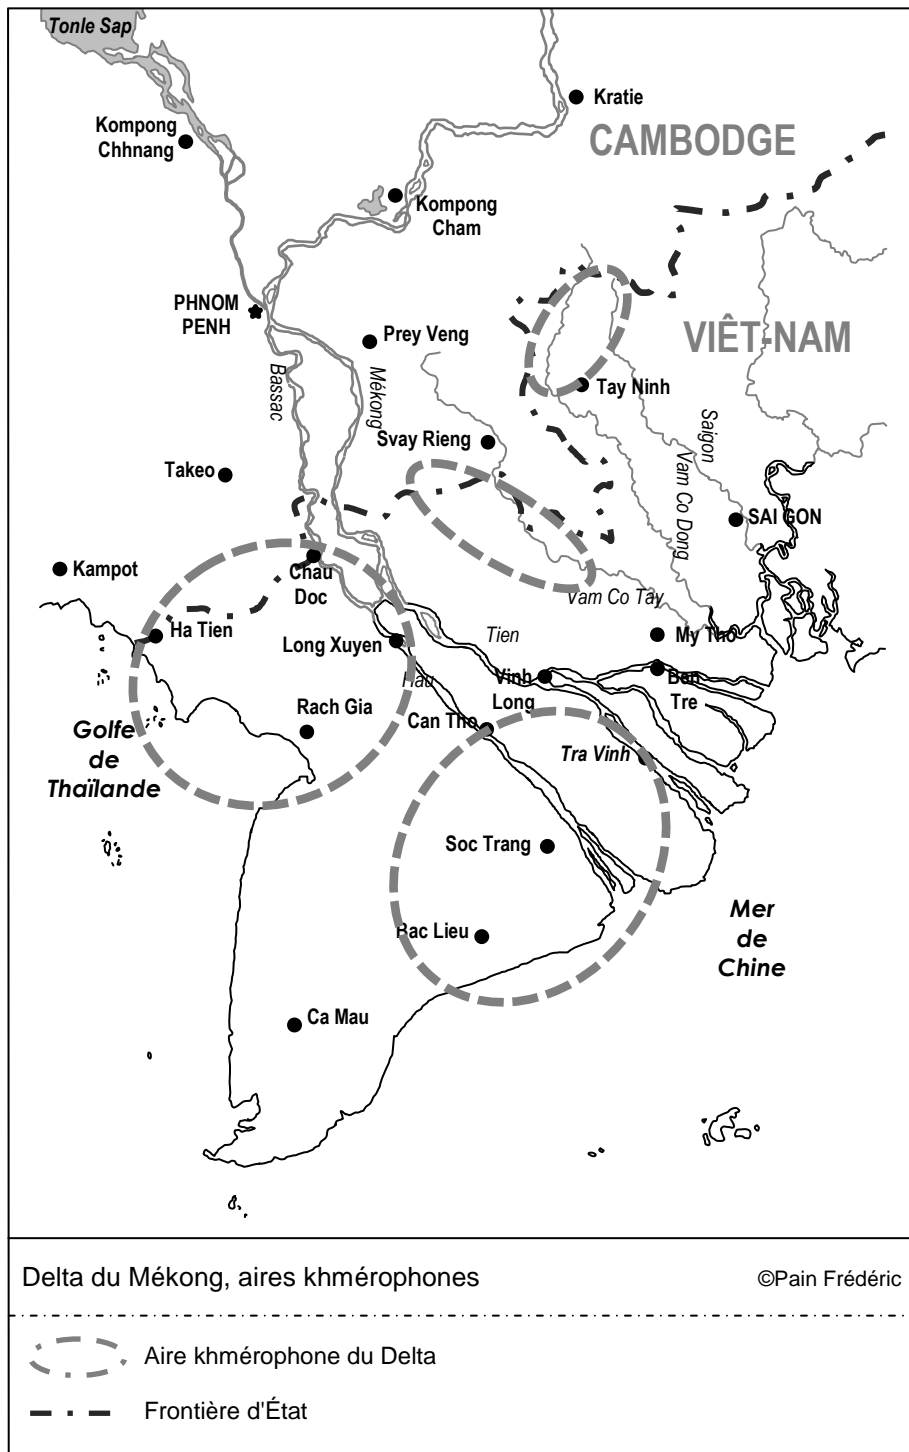 Tonle Sap
Kratie
Kompong
Chhnang
CAMBODGE
Kompong
Cham
PHNOM
PENH
Prey Veng
VIÊT-NAM
Bassac
Mékong
Tay Ninh
Saigon
Svay Rieng
Vam Co Dong
Takeo
SAI GON
Kampot
Chau
Doc
Vam Co Tay
Ha Tien
Long Xuyen
Tien
My Tho
Hau
Vinh
Long
Ben
Tre
Rach Gia
Can Tho
Golfe
de
Thaïlande
Tra Vinh
Soc Trang
Bac Lieu
Mer
de
Chine
Ca Mau
Delta du Mékong, aires khmérophones
©Pain Frédéric
Aire khmérophone du Delta
Frontière d'État